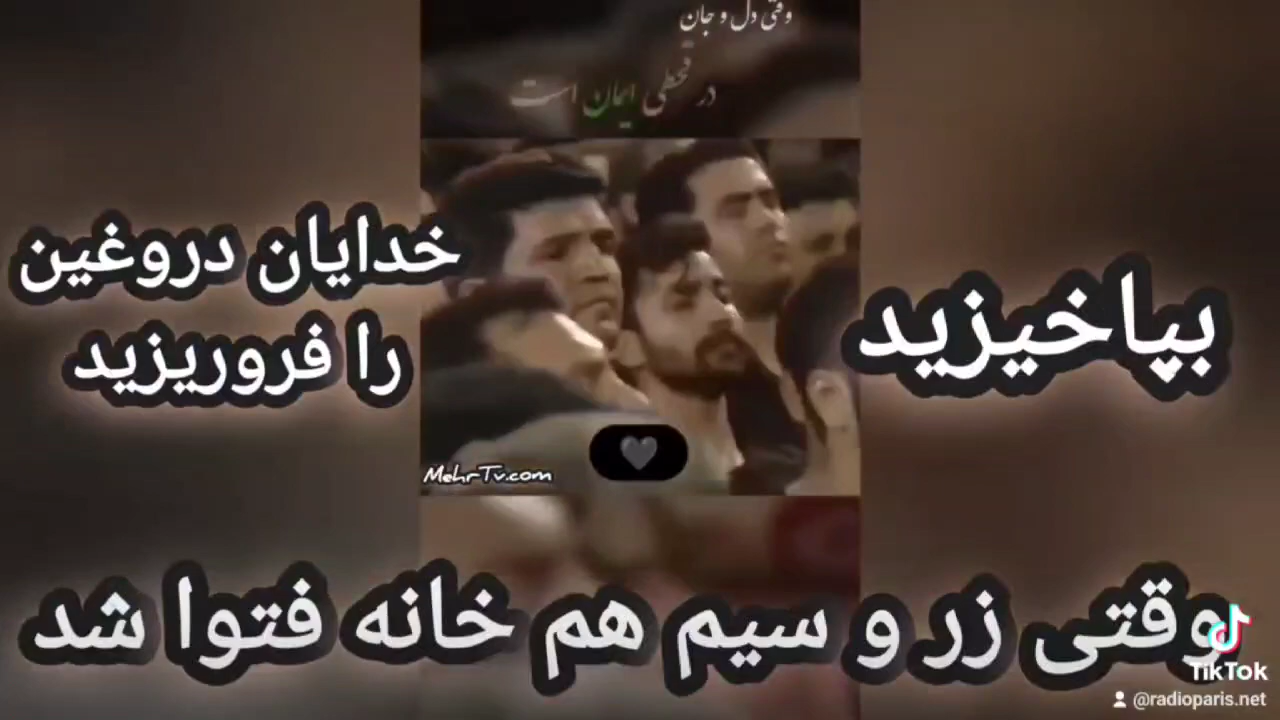 وقتی دل و جان
در قحطی ایمان است
بپاخیزید
خدایان دروغین
را فروریزید
MehrTv.com
وقتی زر و سیم هم خانه فتوا شد
TikTok
@radioparis.net